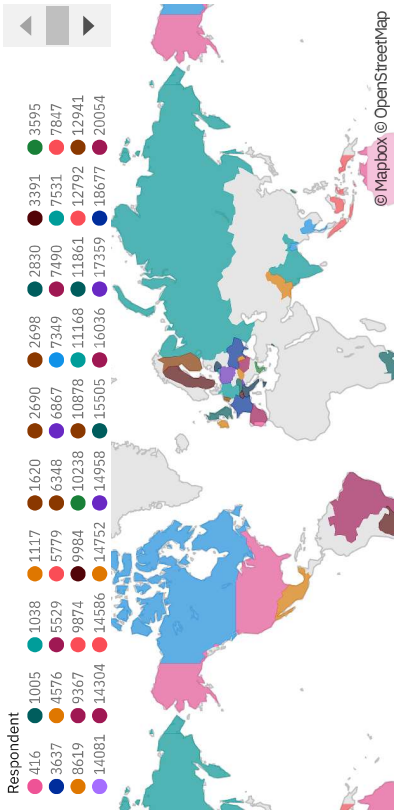 Respondent
416 1005 1038 1117 1620 2690 2698 2830 3391 3595
3637 4576 5529 5779 6348 6867 7349 7490 7531 7847
8619 9367 9874 9984 10238 10878 11168 11861 12792 12941
14081 14304 14586 14752 14958 15505 16036 17359 18677 20054
© Mapbox © OpenStreetMap